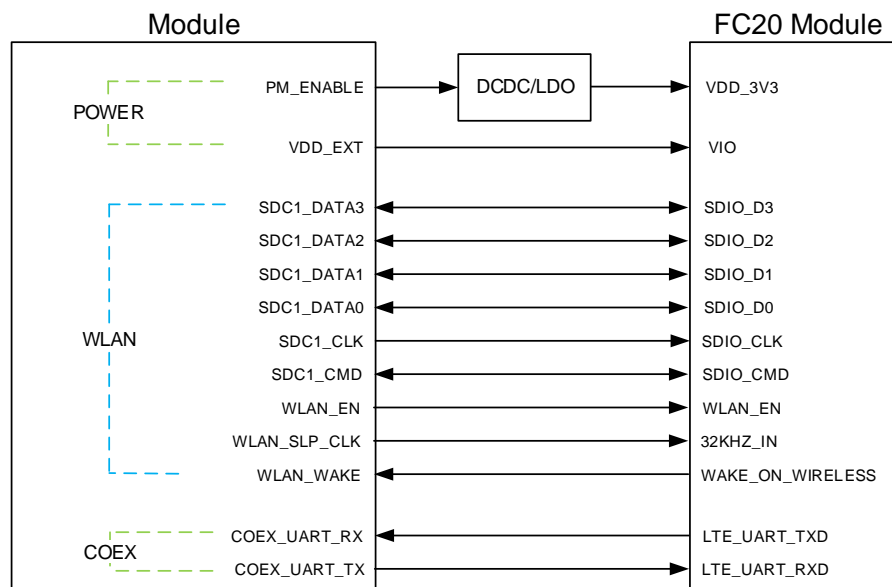 Module FC20 Module
PM_ENABLE DCDC/LDO VDD_3V3
POWER
VDD_EXT VIO
SDC1_DATA3 SDIO_D3
SDC1_DATA2 SDIO_D2
SDC1_DATA1 SDIO_D1
SDC1_DATA0 SDIO_D0
WLAN SDC1_CLK SDIO_CLK
SDC1_CMD SDIO_CMD
WLAN_EN WLAN_EN
WLAN_SLP_CLK 32KHZ_IN
WLAN_WAKE WAKE_ON_WIRELESS
COEX_UART_RX LTE_UART_TXD
COEX
COEX_UART_TX LTE_UART_RXD